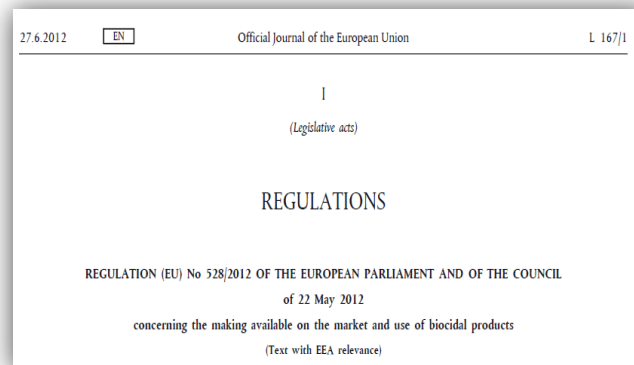 27.6.2012 EN Official Journal of the European Union L 167/1
I
(Legislative acts)
REGULATIONS
REGULATION (EU) No 528/2012 OF THE EUROPEAN PARLIAMENT AND OF THE COUNCIL
of 22 May 2012
concerning the making available on the market and use of biocidal products
(Text with EEA relevance)